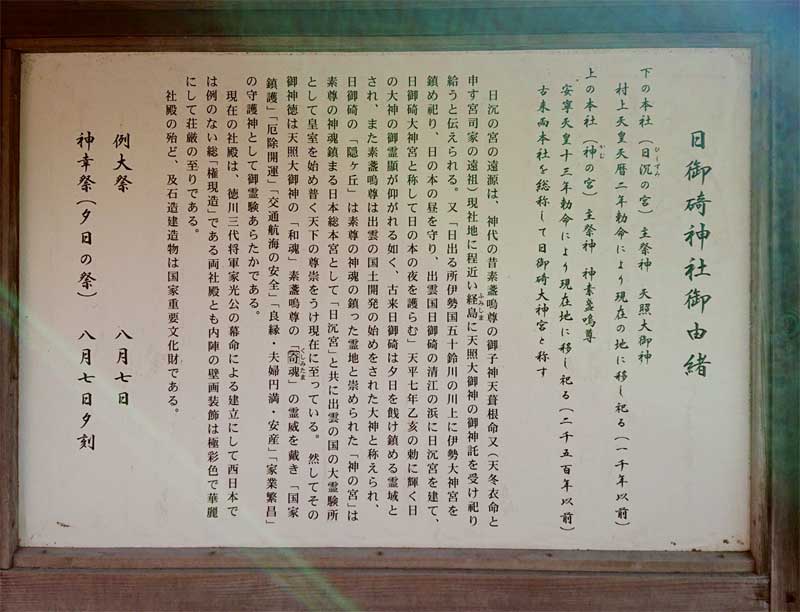 日御碕神社御由緒
下の本社(日沉の宮) 主祭神 天照大御神
ひしずみ
村上天皇天暦二年勅命により現在の地に移し祀る(一千年以前)
上の本社(神の宮) 主祭神 神素盞嗚尊
かむ
安寧天皇十三年勅命により現在地に移し祀る(二千五百年以前)
古来両本社を総称して日御碕大神宮と称す
日沉の宮の遠源は、神代の昔素盞嗚尊の御子神天葺根命又(天冬衣命と
申す宮司家の遠祖)現社地に程近い経島に天照大御神の御神託を受け祀り
ふみしま
給うと伝えられる。又「日出る所伊勢国五十鈴川の川上に伊勢大神宮を
鎮め祀り、日の本の昼を守り、出雲国日御碕の清江の浜に日沉宮を建て、
日御碕大神宮と称して日の本の夜を護らむ」天平七年乙亥の勅に輝く日
の大神の御霊顕が仰がれる如く、古来日御碕は夕日を餞け鎮める霊域と
され、また素盞嗚尊は出雲の国土開発の始めをされた大神と称えられ、
日御碕の「隠ヶ丘」は素尊の神魂の鎮った霊地と崇められた「神の宮」は
素尊の神魂鎮まる日本総本宮として「日沉宮」と共に出雲の国の大霊験所
として皇室を始め普く天下の尊崇をうけ現在に至っている。 然してその
御神徳は天照大御神の「和魂」素盞嗚尊の「奇魂」の霊威を戴き「国家
くしみたま
鎮護」「厄除開運」「交通航海の安全」「良縁・夫婦円満・安産」「家業繁昌」
の守護神として御霊験あらたかである。
現在の社殿は、徳川三代将軍家光公の幕命による建立にして西日本で
は例のない総「権現造」である両社殿とも内陣の壁画装飾は極彩色で華麗
にして荘厳の至りである。
社殿の殆ど、及石造建造物は国家重要文化財である。
例大祭 八月七日
神幸祭(夕日の祭) 八月七日夕刻